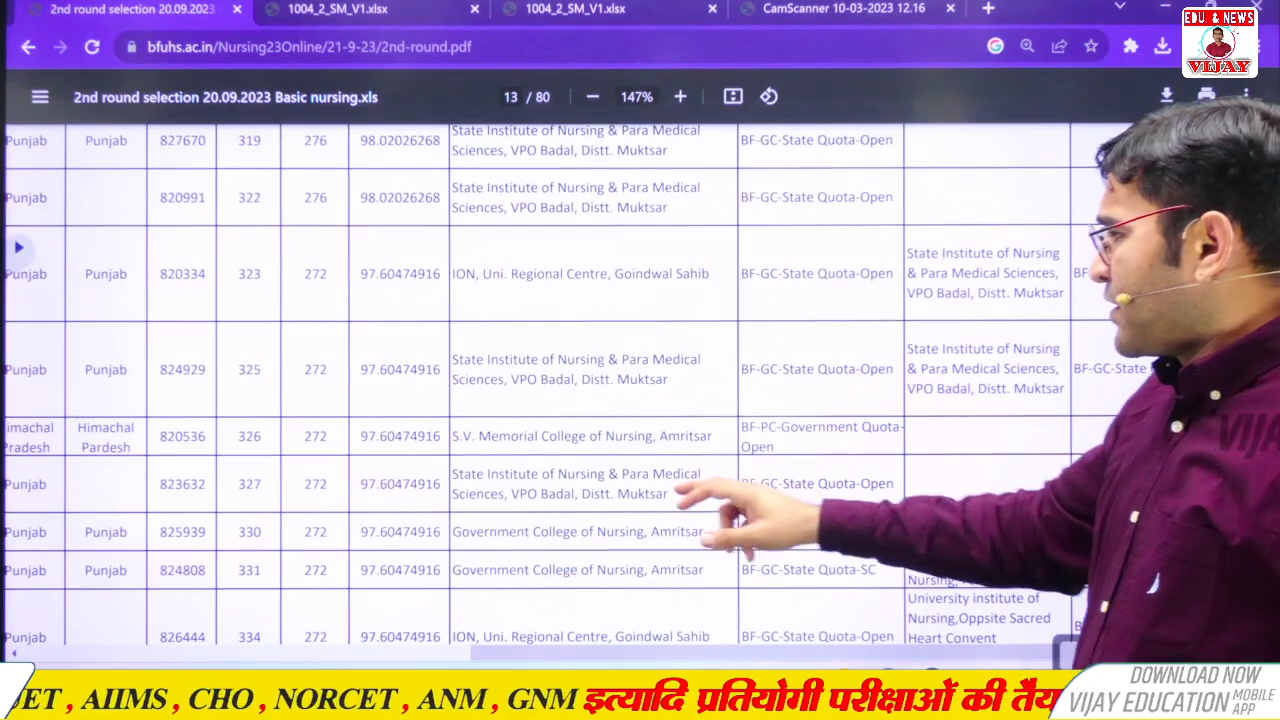 2nd round selection 20.09.2023
1004_2_SM_V1.xlsx
1004_2_SM_V1.xlsx
CamScanner 10-03-2023 12.16
EDU. & NEWS
VIJAY
bfuhs.ac.in/Nursing23Online/21-9-23/2nd-round.pdf
2nd round selection 20.09.2023 Basic nursing.xls
13 / 80
147%
Punjab Punjab 827670 319 276 98.02026268 State Institute of Nursing & Para Medical BF-GC-State Quota-Open
Sciences, VPO Badal, Distt. Muktsar
Punjab 820991 322 276 98.02026268 State Institute of Nursing & Para Medical BF-GC-State Quota-Open
Sciences, VPO Badal, Distt. Muktsar
Punjab Punjab 820334 323 272 97.60474916 ION, Uni. Regional Centre, Goindwal Sahib BF-GC-State Quota-Open State Institute of Nursing BF
& Para Medical Sciences,
VPO Badal, Distt. Muktsar
Punjab Punjab 824929 325 272 97.60474916 State Institute of Nursing & Para Medical BF-GC-State Quota-Open State Institute of Nursing BF-GC-State
Sciences, VPO Badal, Distt. Muktsar & Para Medical Sciences,
VPO Badal, Distt. Muktsar
imachal Himachal 820536 326 272 97.60474916 S.V. Memorial College of Nursing, Amritsar BF-PC-Government Quota-
Pradesh Pardesh Open
Punjab 823632 327 272 97.60474916 State Institute of Nursing & Para Medical BF-GC-State Quota-Open
Sciences, VPO Badal, Distt. Muktsar
Punjab Punjab 825939 330 272 97.60474916 Government College of Nursing, Amritsar
Punjab Punjab 824808 331 272 97.60474916 Government College of Nursing, Amritsar BF-GC-State Quota-SC
Nursing,
Punjab 826444 334 272 97.60474916 ION, Uni. Regional Centre, Goindwal Sahib BF-GC-State Quota-Open University institute of
Nursing,Oppsite Sacred
Heart Convent
VIJA
JET , AIIMS , CHO , NORCET , ANM , GNM इत्यादि प्रतियोगी परीक्षाओं की तैय
DOWNLOAD NOW
VIJAY EDUCATION MOBILE APP